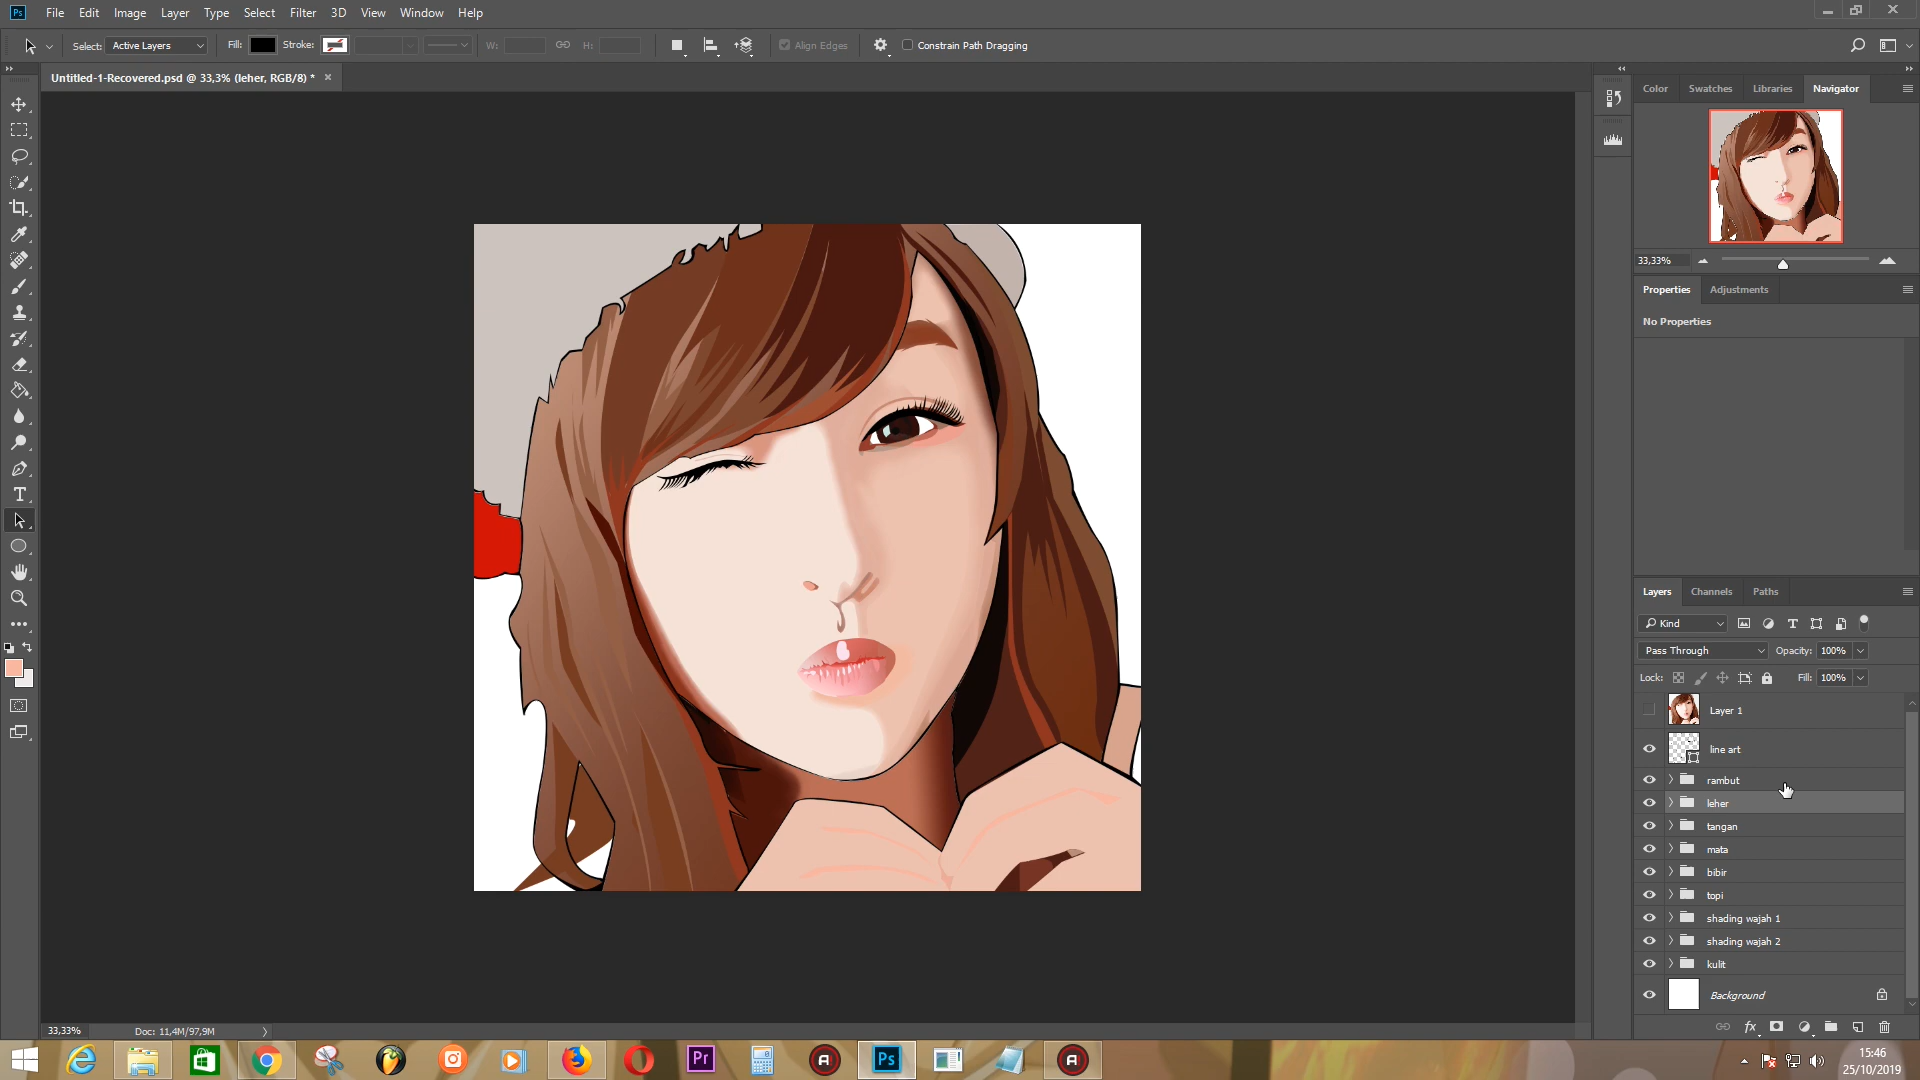 Ps File Edit Image Layer Type Select Filter 3D View Window Help
Select: Active Layers Fill: Stroke: W: H: Align Edges Constrain Path Dragging
Untitled-1-Recovered.psd @ 33,3% (leher, RGB/8) * ×
Color Swatches Libraries Navigator
33,33%
Properties Adjustments
No Properties
Layers Channels Paths
Kind
Pass Through Opacity: 100%
Lock: Fill: 100%
Layer 1
line art
rambut
leher
tangan
mata
bibir
topi
shading wajah 1
shading wajah 2
kulit
Background
fx
33,33% Doc: 11,4M/97,9M
Pr Ps
15:46
25/10/2019